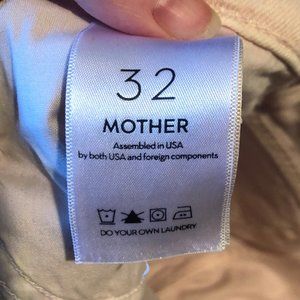 32
MOTHER
Assembled in USA
by both USA and foreign components
DO YOUR OWN LAUNDRY